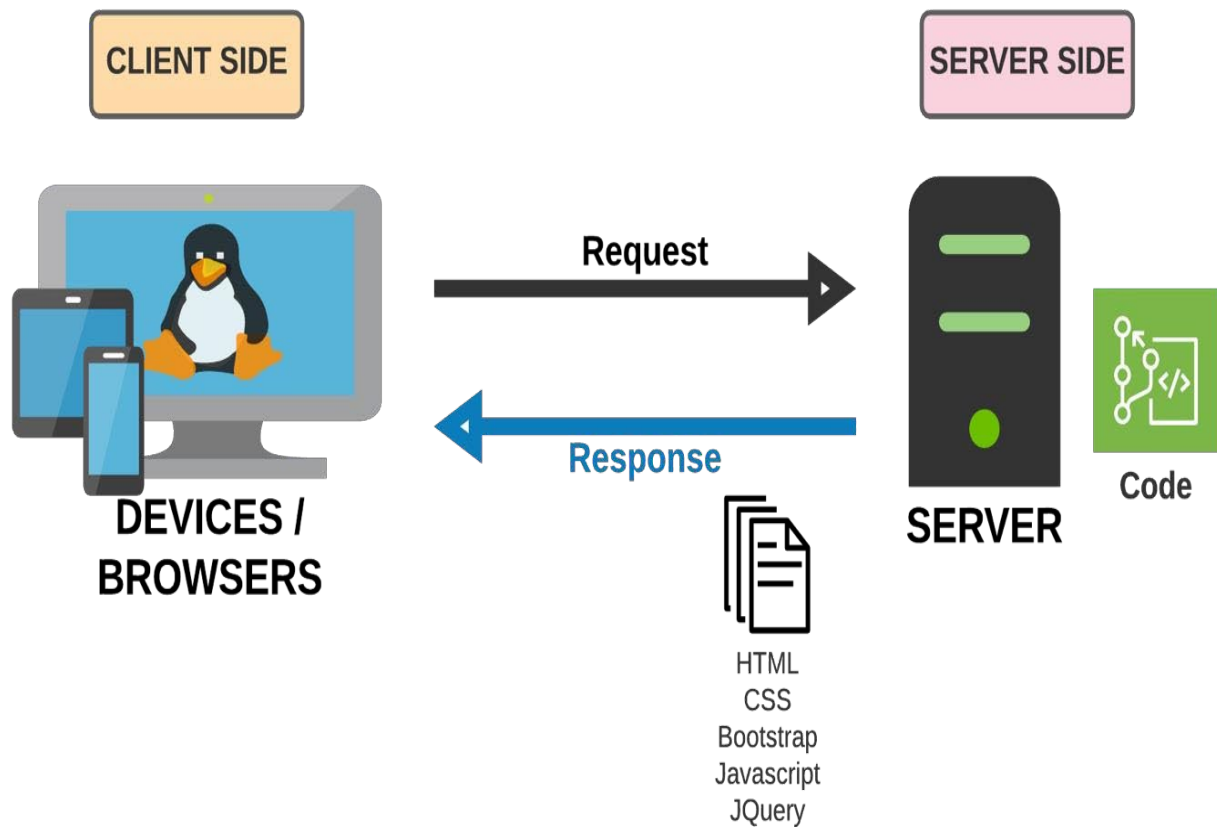 CLIENT SIDE
SERVER SIDE
Request
Response
DEVICES /
BROWSERS
SERVER
</>
Code
HTML
CSS
Bootstrap
Javascript
JQuery